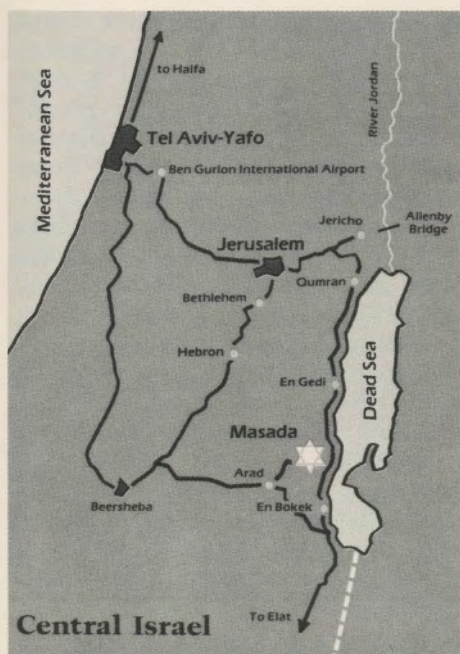 to Haifa
Mediterranean Sea
River Jordan
Tel Aviv-Yafo
Ben Gurion International Airport
Jericho
Allenby
Bridge
Jerusalem
Qumran
Bethlehem
Hebron
En Gedi
Dead Sea
Masada
Arad
En Bokek
Beersheba
To Elat
Central Israel